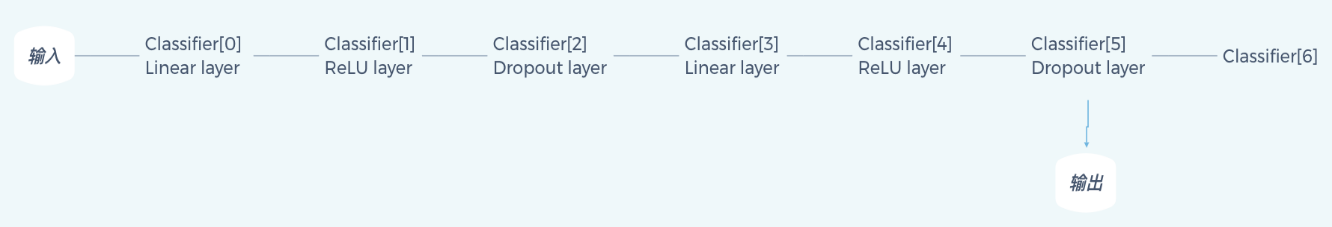 输入
Classifier[0]
Linear layer
Classifier[1]
ReLU layer
Classifier[2]
Dropout layer
Classifier[3]
Linear layer
Classifier[4]
ReLU layer
Classifier[5]
Dropout layer
Classifier[6]
输出